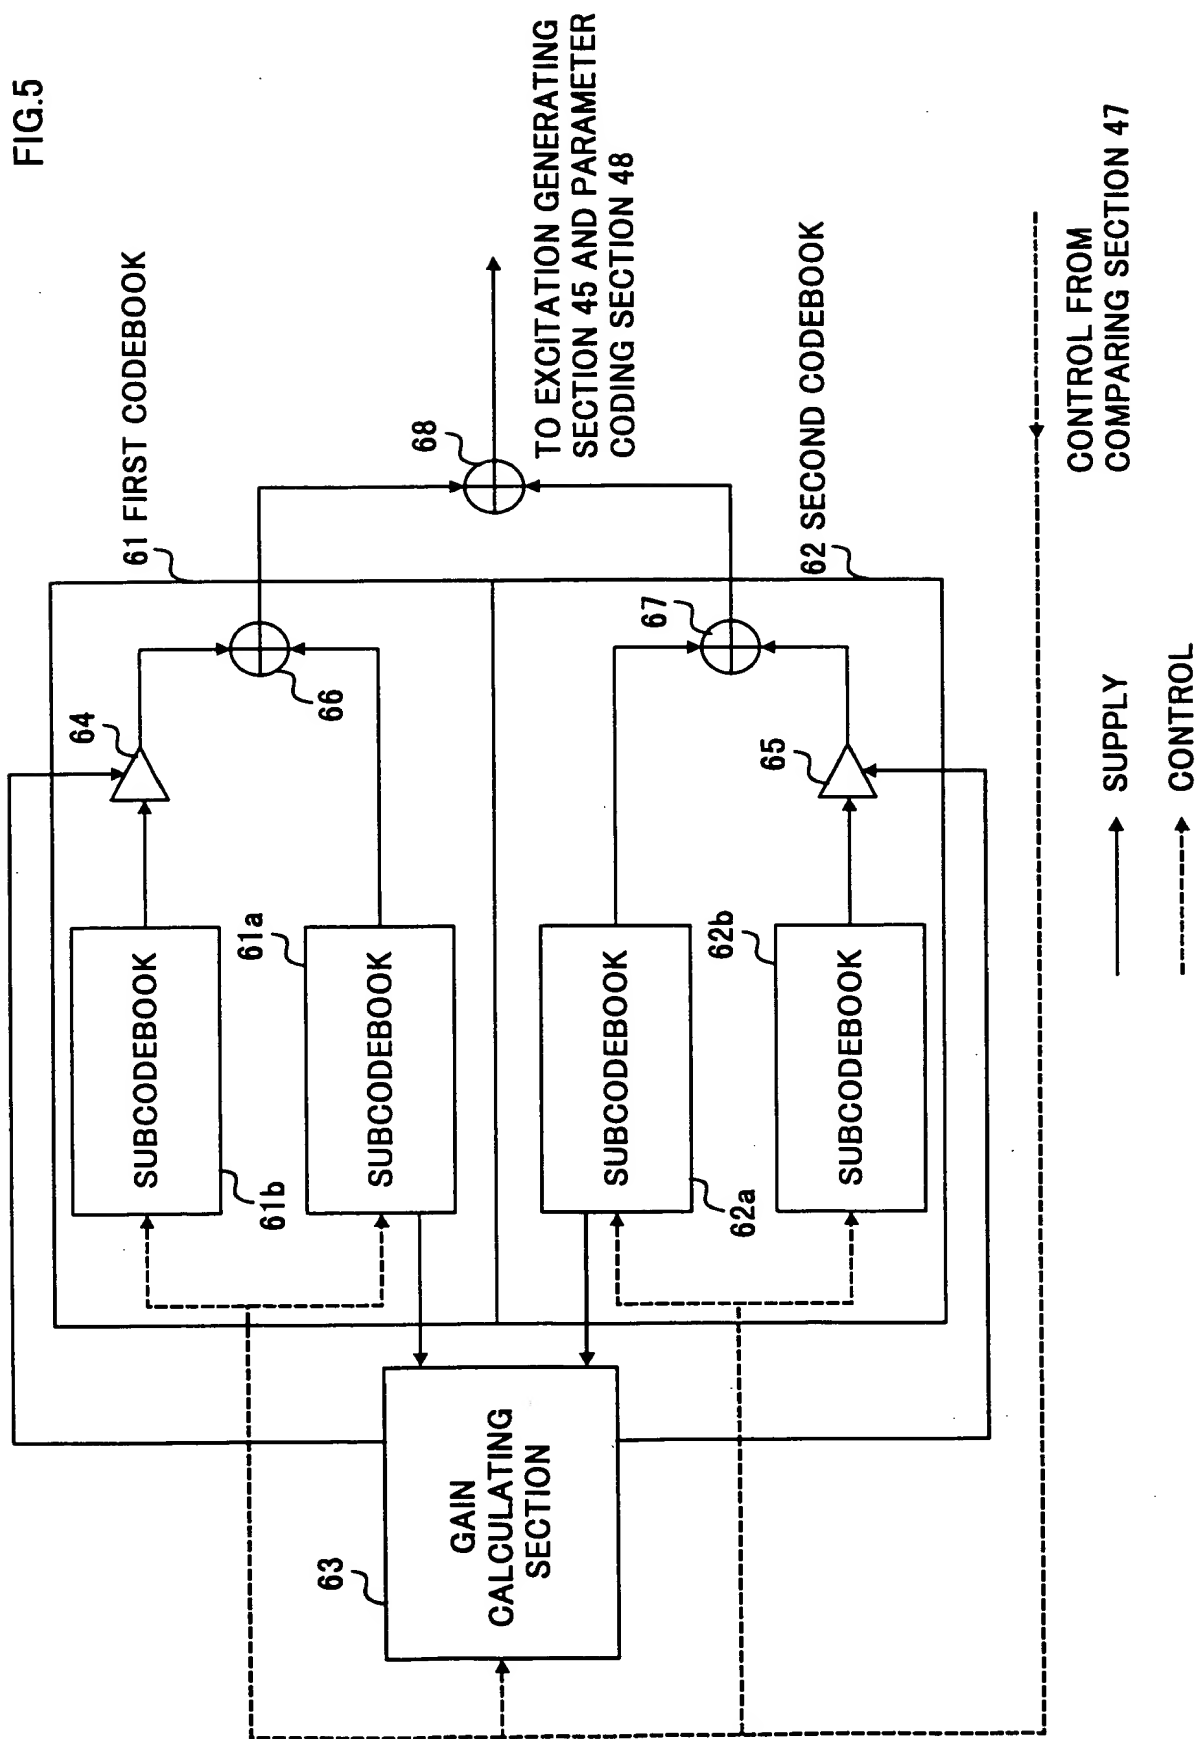 FIG.5
61 FIRST CODEBOOK
64
SUBCODEBOOK
61b
66
61a
SUBCODEBOOK
68
TO EXCITATION GENERATING
SECTION 45 AND PARAMETER
CODING SECTION 48
63
GAIN
CALCULATING
SECTION
SUBCODEBOOK
62a
67
62 SECOND CODEBOOK
62b
SUBCODEBOOK
65
CONTROL FROM
COMPARING SECTION 47
SUPPLY
CONTROL